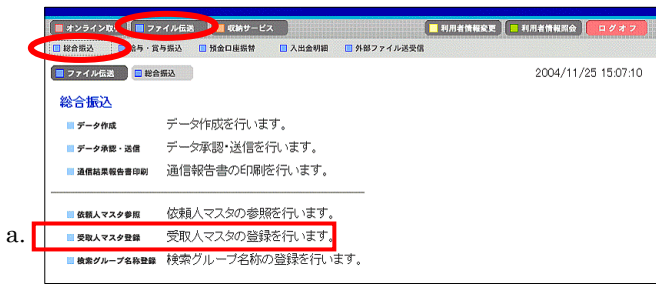 オンライン取 ファイル伝送 収納サービス 利用者情報変更 利用者情報照会 ログオフ
総合振込 給与・賞与振込 預金口座振替 入出金明細 外部ファイル送受信
ファイル伝送 総合振込 2004/11/25 15:07:10
総合振込
データ作成 データ作成を行います。
データ承認・送信 データ承認・送信を行います。
通信結果報告書印刷 通信報告書の印刷を行います。
依頼人マスタ参照 依頼人マスタの参照を行います。
a. 受取人マスタ登録 受取人マスタの登録を行います。
検索グループ名称登録 検索グループ名称の登録を行います。